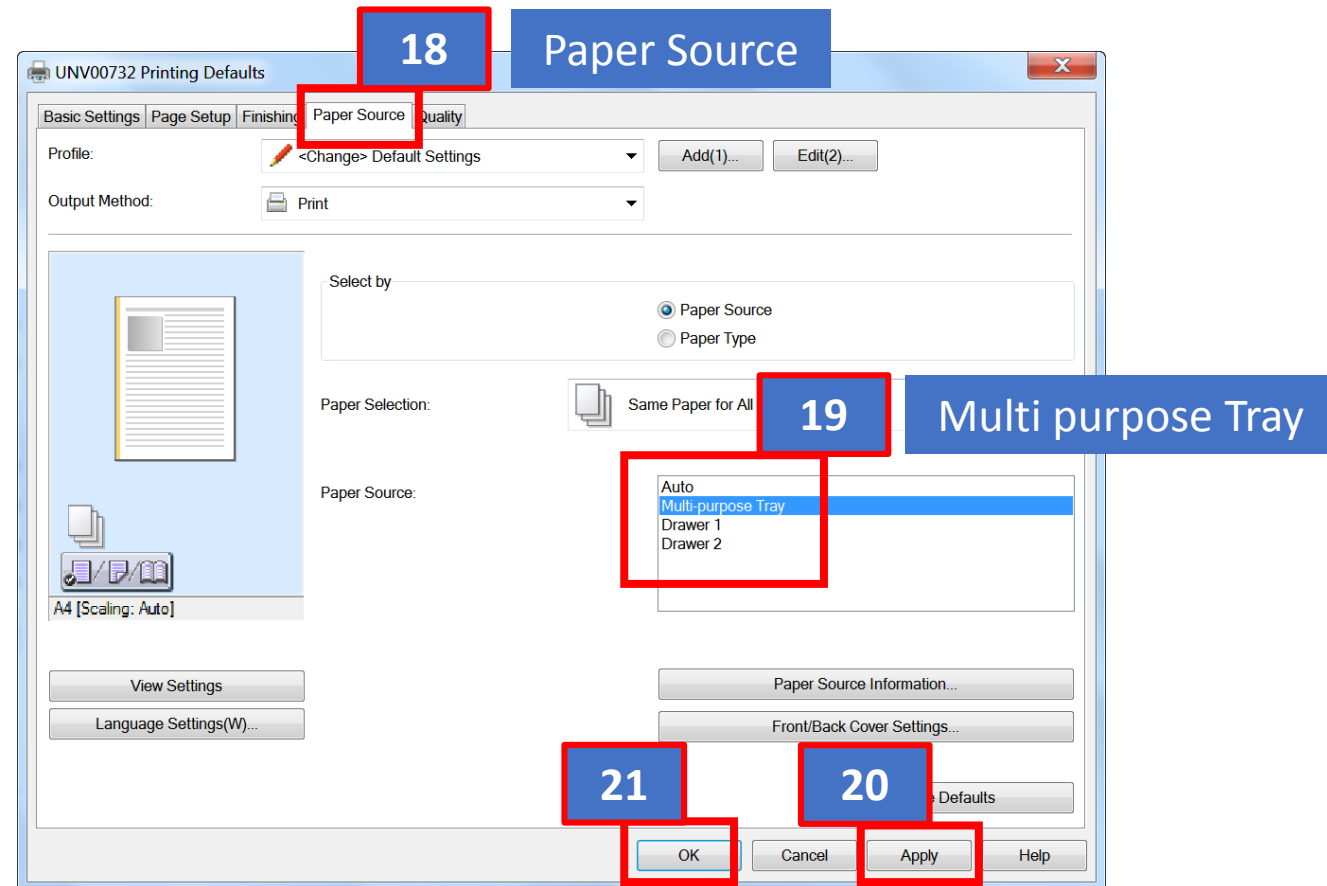 18 Paper Source
UNV00732 Printing Defaults
Basic Settings Page Setup Finishing Paper Source Quality
Profile: <Change> Default Settings Add(1)... Edit(2)...
Output Method: Print
Select by
Paper Source
Paper Type
Paper Selection: Same Paper for All
19 Multi purpose Tray
Paper Source:
Auto
Multi-purpose Tray
Drawer 1
Drawer 2
A4 [Scaling: Auto]
View Settings
Paper Source Information...
Language Settings(W)...
Front/Back Cover Settings...
21
20
Defaults
OK Cancel Apply Help